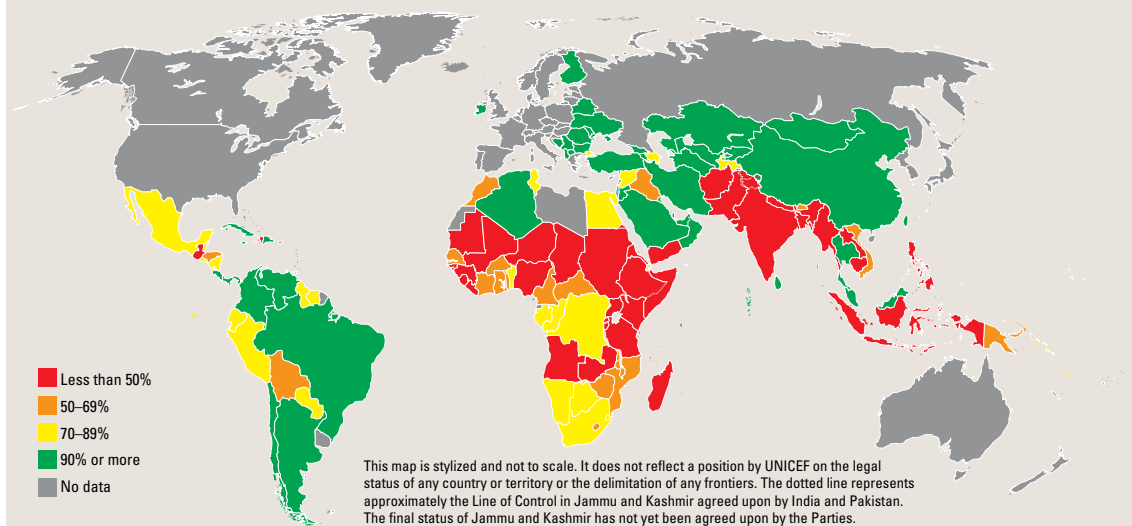 Less than 50%
50–69%
70–89%
90% or more
No data
This map is stylized and not to scale. It does not reflect a position by UNICEF on the legal
status of any country or territory or the delimitation of any frontiers. The dotted line represents
approximately the Line of Control in Jammu and Kashmir agreed upon by India and Pakistan.
The final status of Jammu and Kashmir has not yet been agreed upon by the Parties.